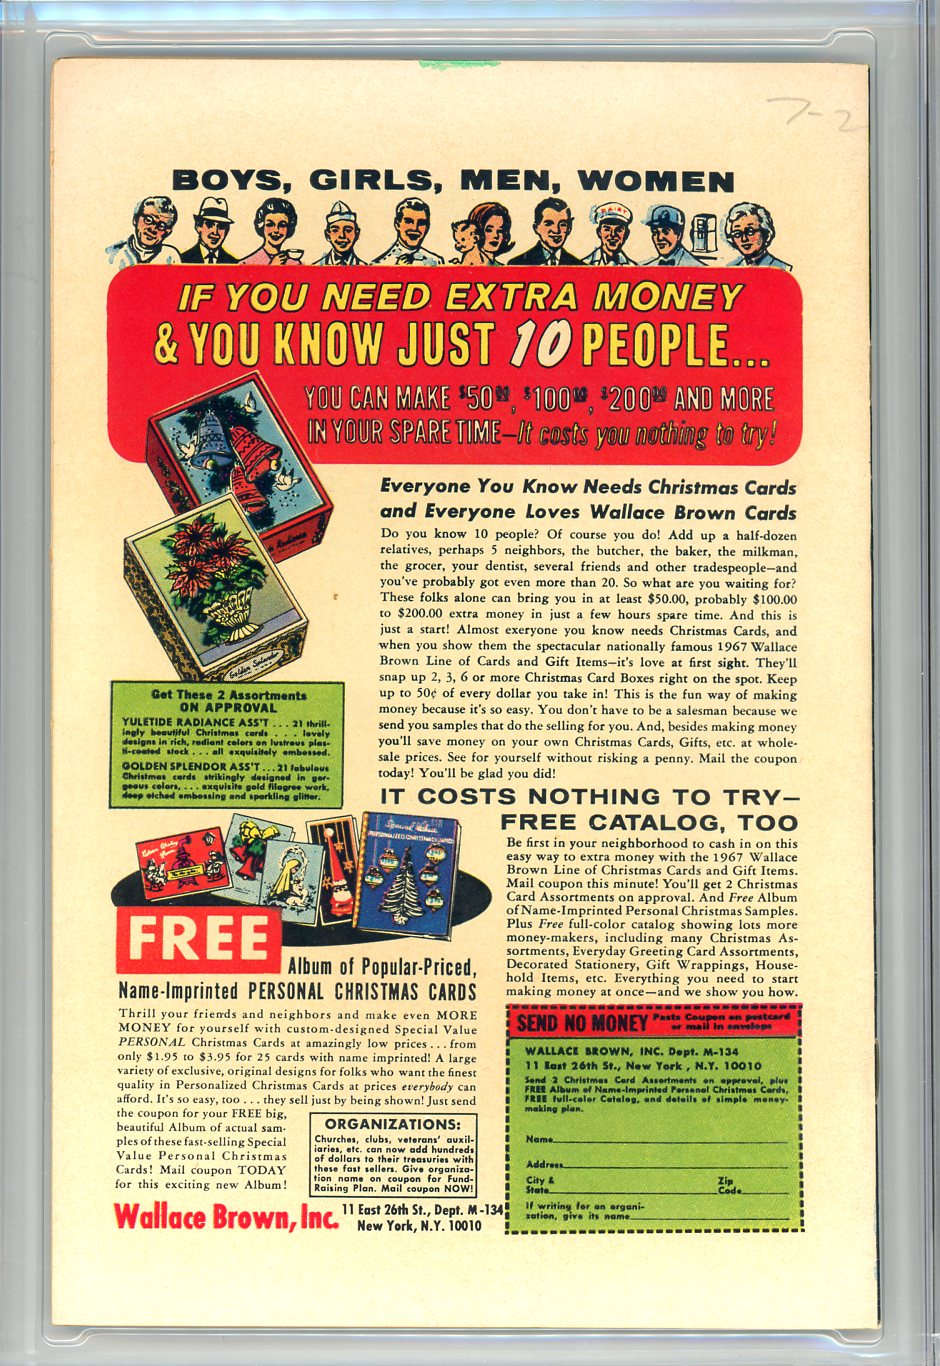 7-2
BOYS, GIRLS, MEN, WOMEN
DAIRY
IF YOU NEED EXTRA MONEY
& YOU KNOW JUST 10 PEOPLE...
YOU CAN MAKE $50.00, $100.00, $200.00 AND MORE
IN YOUR SPARE TIME—It costs you nothing to try!
Everyone You Know Needs Christmas Cards
and Everyone Loves Wallace Brown Cards
Do you know 10 people? Of course you do! Add up a half-dozen
relatives, perhaps 5 neighbors, the butcher, the baker, the milkman,
the grocer, your dentist, several friends and other tradespeople—and
you've probably got even more than 20. So what are you waiting for?
These folks alone can bring you in at least $50.00, probably $100.00
to $200.00 extra money in just a few hours spare time. And this is
just a start! Almost exeryone you know needs Christmas Cards, and
when you show them the spectacular nationally famous 1967 Wallace
Brown Line of Cards and Gift Items—it's love at first sight. They'll
snap up 2, 3, 6 or more Christmas Card Boxes right on the spot. Keep
up to 50¢ of every dollar you take in! This is the fun way of making
money because it's so easy. You don't have to be a salesman because we
send you samples that do the selling for you. And, besides making money
you'll save money on your own Christmas Cards, Gifts, etc. at whole-
sale prices. See for yourself without risking a penny. Mail the coupon
today! You'll be glad you did!
Radiance
Golden Splendor
Get These 2 Assortments
ON APPROVAL
YULETIDE RADIANCE ASS'T . . . 21 thrill-
ingly beautiful Christmas cards . . . . lovely
designs in rich, radiant colors on lustrous plas-
ti-coated stock . . . all exquisitely embossed.
GOLDEN SPLENDOR ASS'T. . . 21 fabulous
Christmas cards strikingly designed in gor-
geous colors, . . . exquisite gold filagree work,
deep etched embossing and sparkling glitter.
IT COSTS NOTHING TO TRY—
FREE CATALOG, TOO
Be first in your neighborhood to cash in on this
easy way to extra money with the 1967 Wallace
Brown Line of Christmas Cards and Gift Items.
Mail coupon this minute! You'll get 2 Christmas
Card Assortments on approval. And Free Album
of Name-Imprinted Personal Christmas Samples.
Plus Free full-color catalog showing lots more
money-makers, including many Christmas As-
sortments, Everyday Greeting Card Assortments,
Decorated Stationery, Gift Wrappings, House-
hold Items, etc. Everything you need to start
making money at once—and we show you how.
Special Value
PERSONALIZED CHRISTMAS CARDS
FREE
Album of Popular-Priced,
Name-Imprinted PERSONAL CHRISTMAS CARDS
Thrill your friends and neighbors and make even MORE
MONEY for yourself with custom-designed Special Value
PERSONAL Christmas Cards at amazingly low prices . . . from
only $1.95 to $3.95 for 25 cards with name imprinted! A large
variety of exclusive, original designs for folks who want the finest
quality in Personalized Christmas Cards at prices everybody can
afford. It's so easy, too . . . they sell just by being shown! Just send
the coupon for your FREE big,
beautiful Album of actual sam-
ples of these fast-selling Special
Value Personal Christmas
Cards! Mail coupon TODAY
for this exciting new Album!
ORGANIZATIONS:
Churches, clubs, veterans' auxil-
iaries, etc. can now add hundreds
of dollars to their treasuries with
these fast sellers. Give organiza-
tion name on coupon for Fund-
Raising Plan. Mail coupon NOW!
Wallace Brown, Inc. 11 East 26th St., Dept. M-134
New York, N.Y. 10010
SEND NO MONEY Paste Coupon on postcard
or mail in envelope
WALLACE BROWN, INC. Dept. M-134
11 East 26th St., New York , N.Y. 10010
Send 2 Christmas Card Assortments on approval, plus
FREE Album of Name-Imprinted Personal Christmas Cards,
FREE full-color Catalog, and details of simple money-
making plan.
Name
Address
City & Zip
State Code
If writing for an organi-
zation, give its name